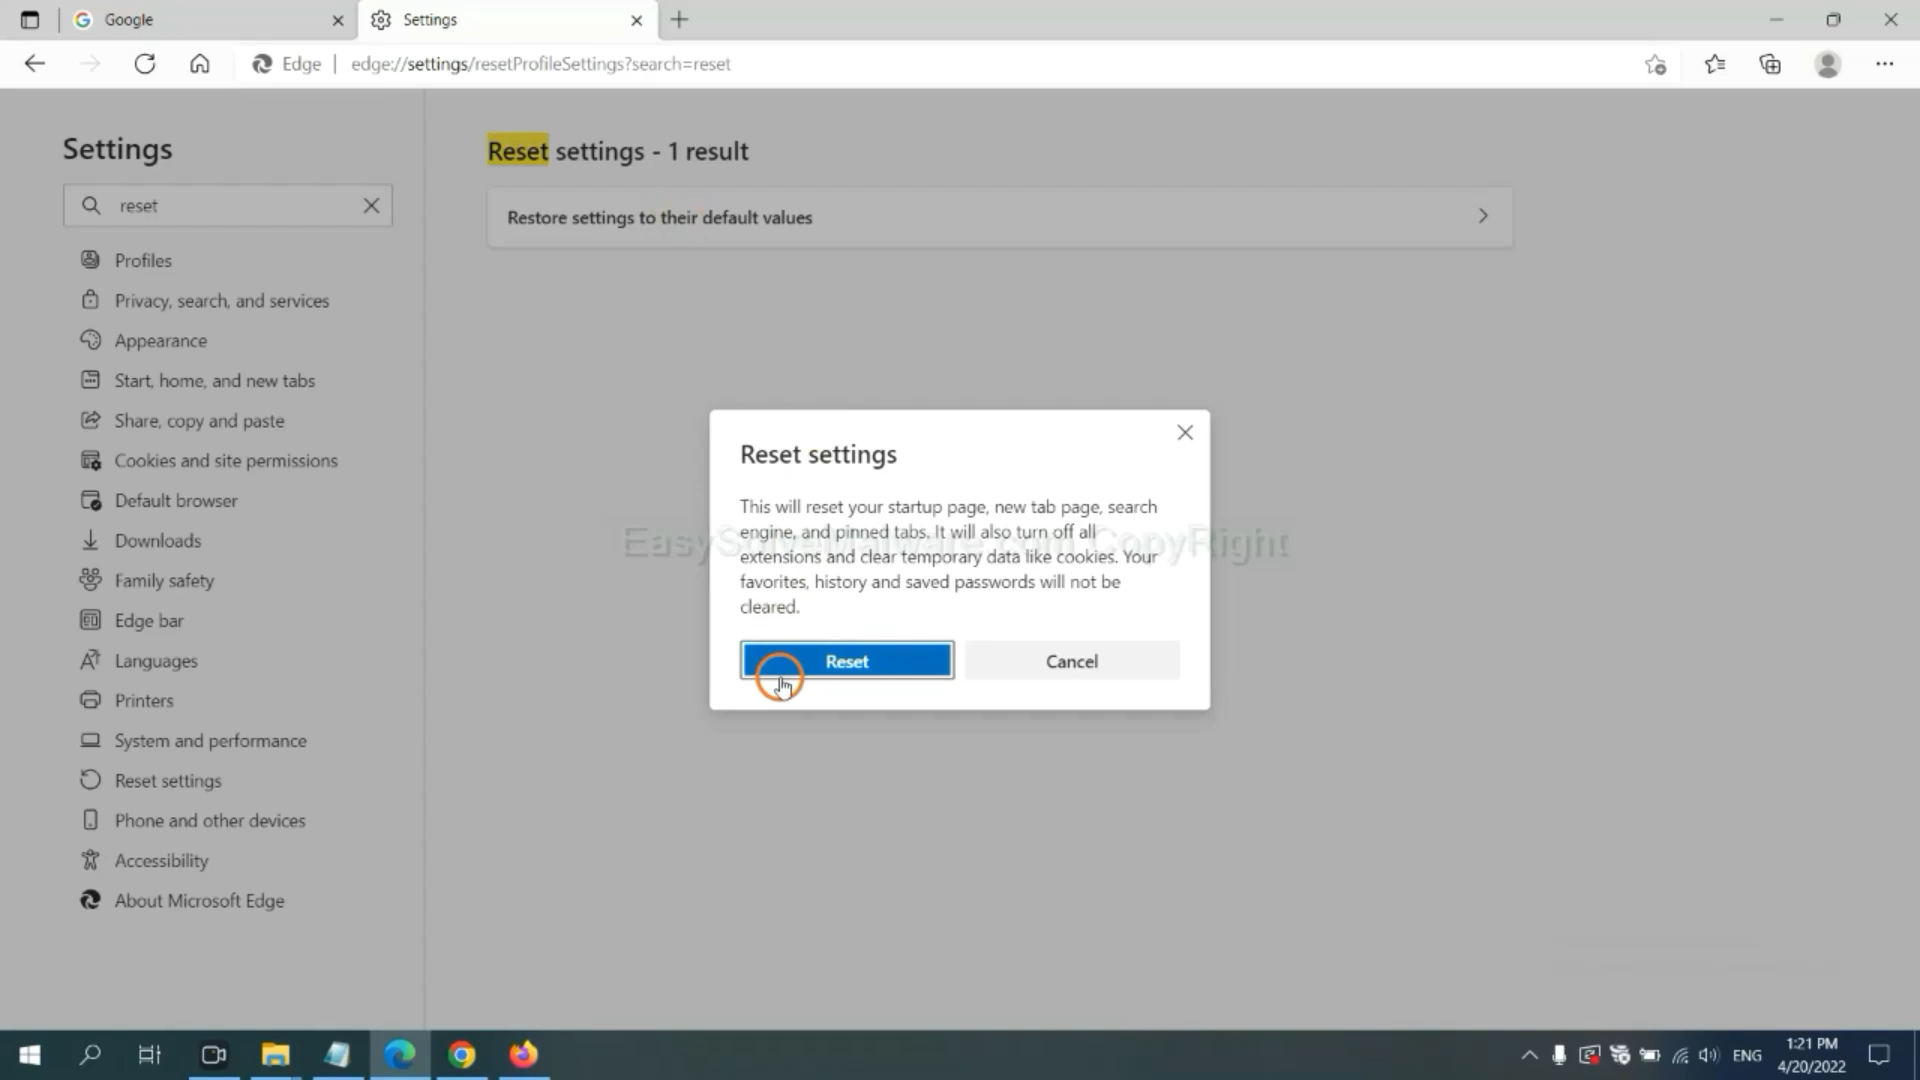 Google
Settings
Edge
edge://settings/resetProfileSettings?search=reset
Settings
reset
Profiles
Privacy, search, and services
Appearance
Start, home, and new tabs
Share, copy and paste
Cookies and site permissions
Default browser
Downloads
Family safety
Edge bar
Languages
Printers
System and performance
Reset settings
Phone and other devices
Accessibility
About Microsoft Edge
Reset settings - 1 result
Restore settings to their default values
Reset settings
This will reset your startup page, new tab page, search
engine, and pinned tabs. It will also turn off all
extensions and clear temporary data like cookies. Your
favorites, history and saved passwords will not be
cleared.
EasySolveMalware.com CopyRight
Reset
Cancel
ENG
1:21 PM
4/20/2022